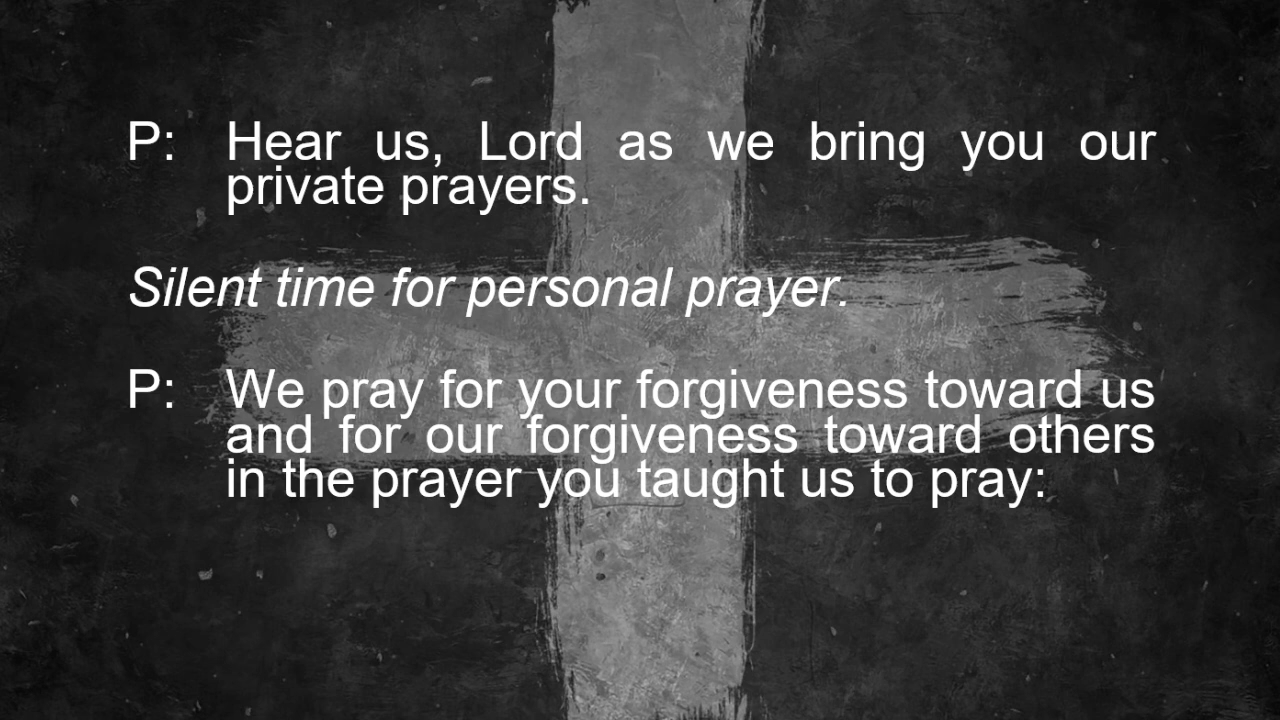 P: Hear us, Lord as we bring you our
private prayers.
Silent time for personal prayer.
P: We pray for your forgiveness toward us
and for our forgiveness toward others
in the prayer you taught us to pray: